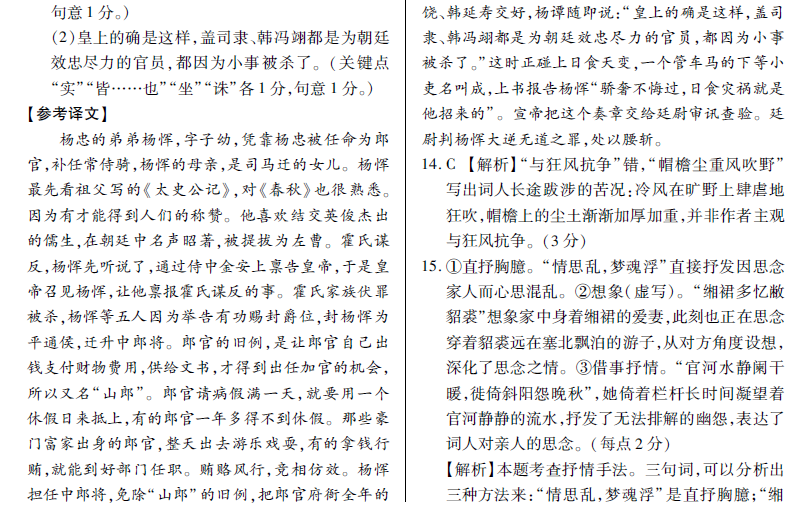 句意1分。)
(2)皇上的确是这样,盖司隶、韩冯翊都是为朝廷
效忠尽力的官员,都因为小事被杀了。(关键点
“实”“皆……也”“坐”“诛”各1分,句意1分。)
【参考译文】
杨忠的弟弟杨恽,字子幼,凭靠杨忠被任命为郎
官,补任常侍骑,杨恽的母亲,是司马迁的女儿。杨恽
最先看祖父写的《太史公记》,对《春秋》也很熟悉。
因为有才能得到人们的称赞。他喜欢结交英俊杰出
的儒生,在朝廷中名声昭著,被提拔为左曹。霍氏谋
反,杨恽先听说了,通过侍中金安上禀告皇帝,于是皇
帝召见杨恽,让他禀报霍氏谋反的事。霍氏家族伏罪
被杀,杨恽等五人因为举告有功赐封爵位,封杨恽为
平通侯,迁升中郎将。郎官的旧例,是让郎官自己出
钱支付财物费用,供给文书,才得到出任加官的机会,
所以又名“山郎”。郎官请病假满一天,就要用一个
休假日来抵上,有的郎官一年多得不到休假。那些豪
门富家出身的郎官,整天出去游乐戏耍,有的拿钱行
贿,就能到好部门任职。贿赂风行,竞相仿效。杨恽
担任中郎将,免除“山郎”的旧例,把郎官府衙全年的
饶、韩延寿交好,杨谭随即说:“皇上的确是这样,盖司
隶、韩冯翊都是为朝廷效忠尽力的官员,都因为小事
被杀了。”这时正碰上日食天变,一个管车马的下等小
吏名叫成,上书报告杨恽“骄奢不悔过,日食灾祸就是
他招来的”。宣帝把这个奏章交给廷尉审讯查验。廷
尉判杨恽大逆无道之罪,处以腰斩。
14. C 【解析】“与狂风抗争”错,“帽檐尘重风吹野”
写出词人长途跋涉的苦况:冷风在旷野上肆虐地
狂吹,帽檐上的尘土渐渐加厚加重,并非作者主观
与狂风抗争。(3分)
15. ①直抒胸臆。“情思乱,梦魂浮”直接抒发因思念
家人而心思混乱。②想象(虚写)。“缃裙多忆敝
貂裘”想象家中身着缃裙的爱妻,此刻也正在思念
穿着貂裘远在塞北飘泊的游子,从对方角度设想,
深化了思念之情。③借事抒情。“官河水静阑干
暖,徙倚斜阳怨晚秋”,她倚着栏杆长时间凝望着
官河静静的流水,抒发了无法排解的幽怨,表达了
词人对亲人的思念。(每点2分)
【解析】本题考查抒情手法。三句词,可以分析出
三种方法来:“情思乱,梦魂浮”是直抒胸臆;“缃